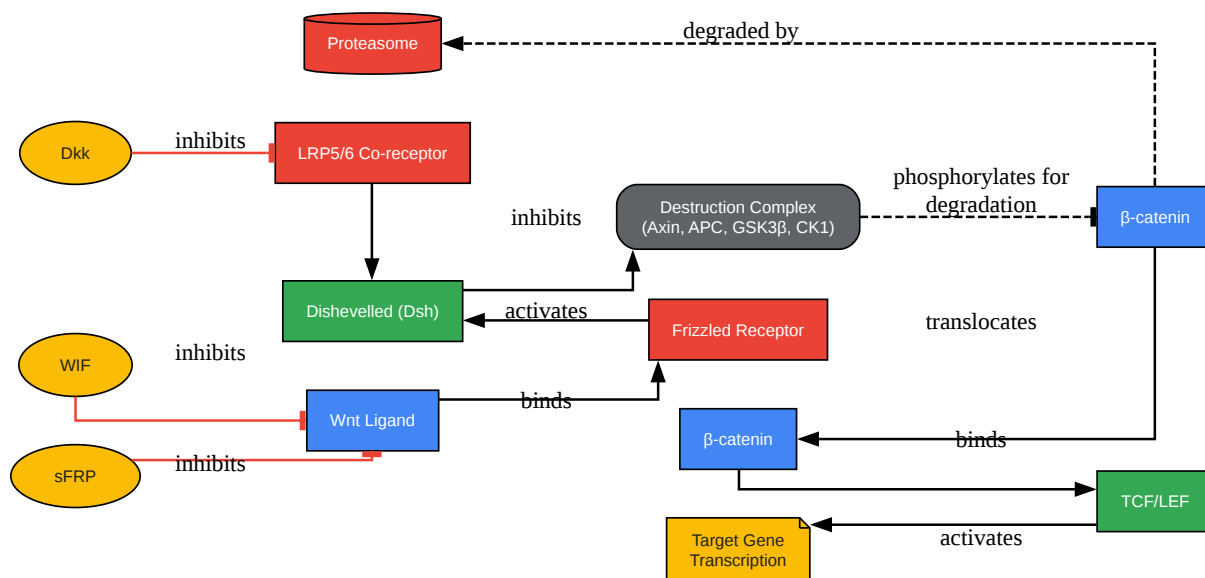 degraded by
Proteasome
inhibits
Dkk
LRP5/6 Co-receptor
phosphorylates for
degradation
inhibits
Destruction Complex
(Axin, APC, GSK3β, CK1)
β-catenin
Dishevelled (Dsh)
activates
Frizzled Receptor
translocates
inhibits
WIF
binds
Wnt Ligand
β-catenin
binds
inhibits
sFRP
TCF/LEF
activates
Target Gene
Transcription